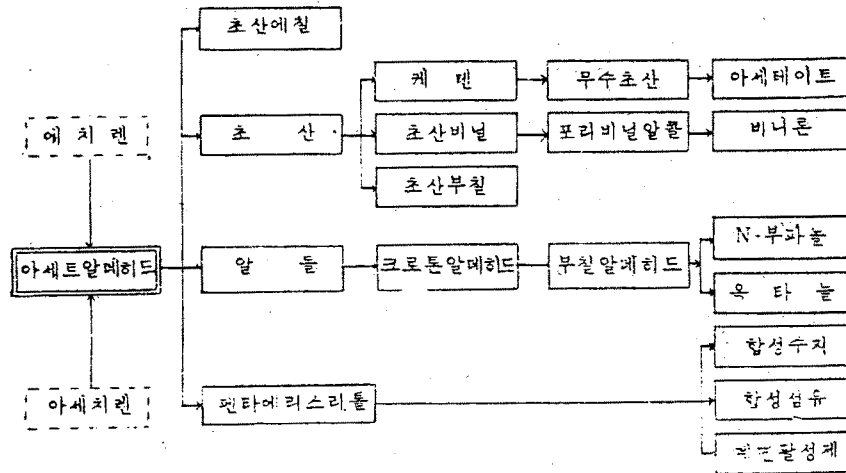 초산에칠
케텐
무수초산
아세테이트
에치렌
초산
초산비닐
포리비닐알콜
비니론
초산부칠
N-부파놀
아세트알데히드
알돌
크로톤알데히드
부칠알데히드
옥타놀
합성수지
아세치렌
펜타에리스리톨
합성섬유
활성제